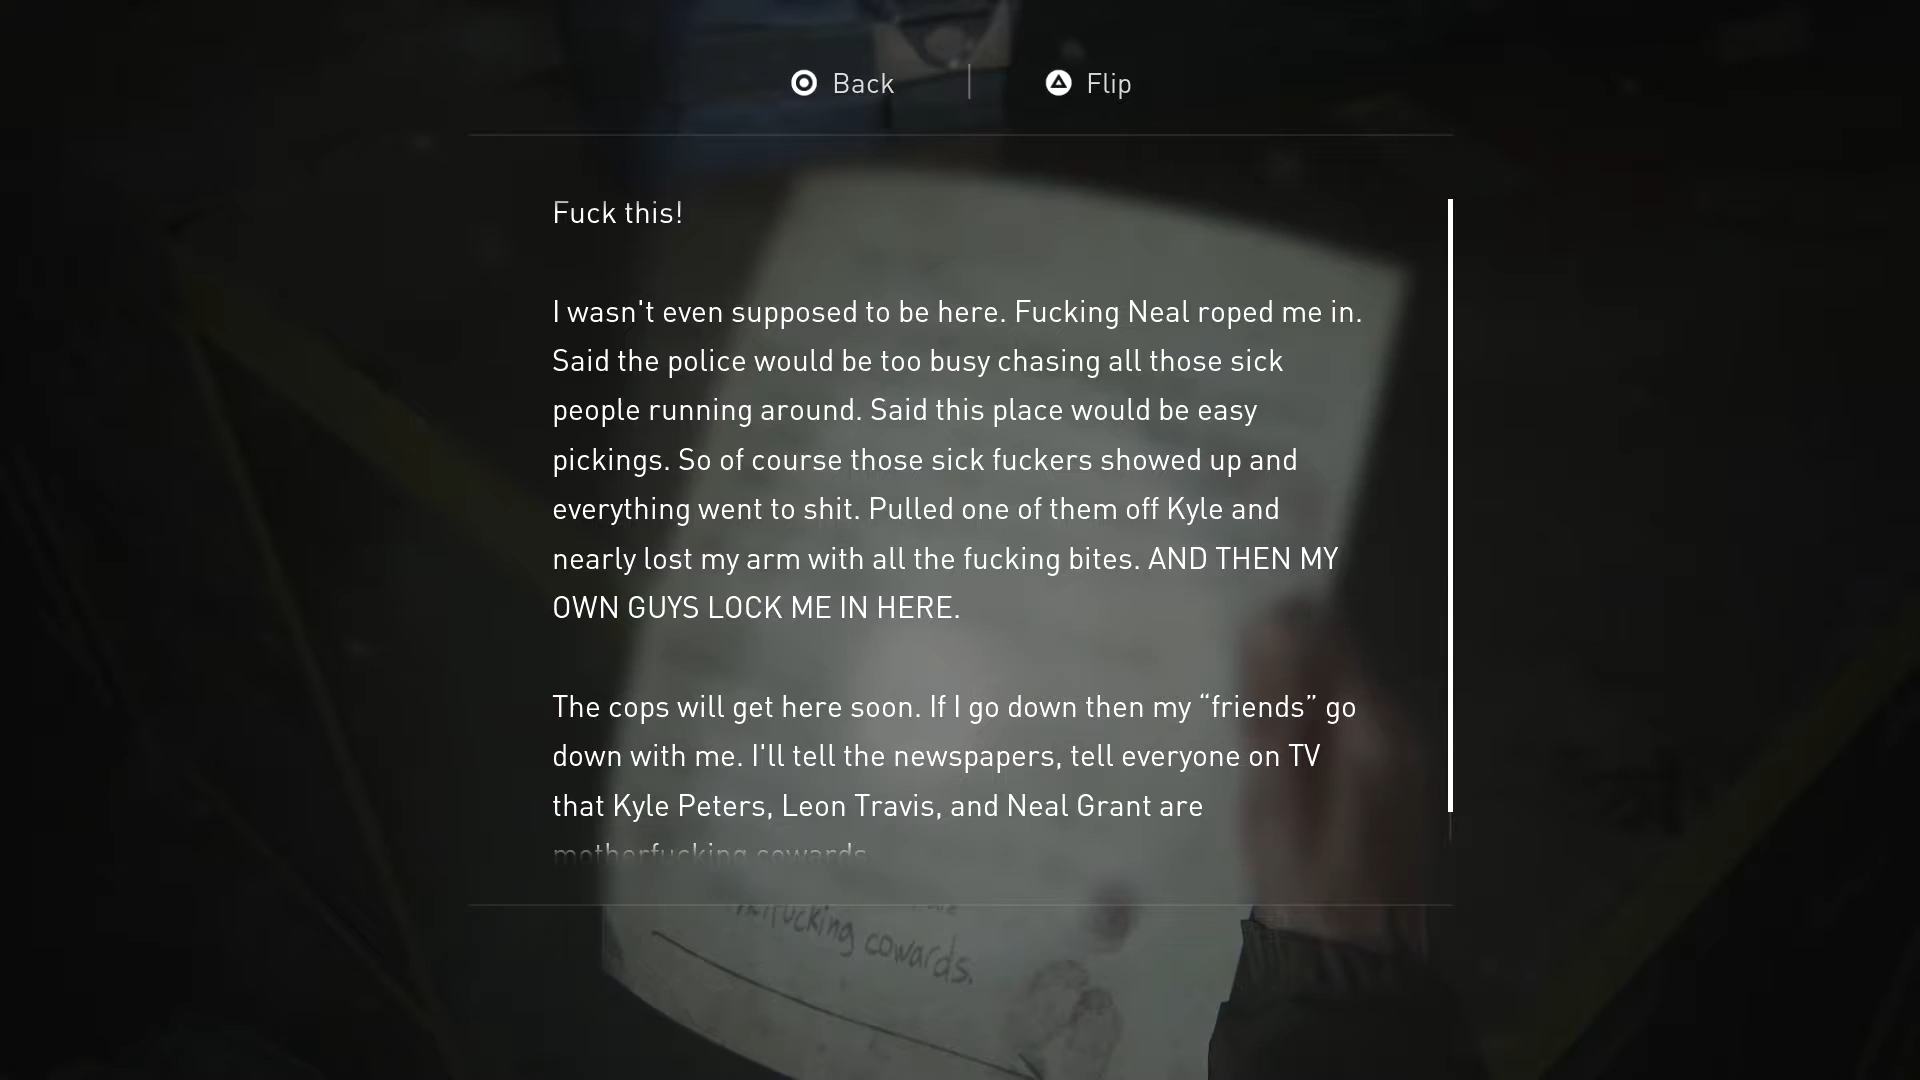 Back | Flip
Fuck this!
I wasn't even supposed to be here. Fucking Neal roped me in.
Said the police would be too busy chasing all those sick
people running around. Said this place would be easy
pickings. So of course those sick fuckers showed up and
everything went to shit. Pulled one of them off Kyle and
nearly lost my arm with all the fucking bites. AND THEN MY
OWN GUYS LOCK ME IN HERE.
The cops will get here soon. If I go down then my “friends” go
down with me. I'll tell the newspapers, tell everyone on TV
that Kyle Peters, Leon Travis, and Neal Grant are
motherfucking cowards.
cowards.